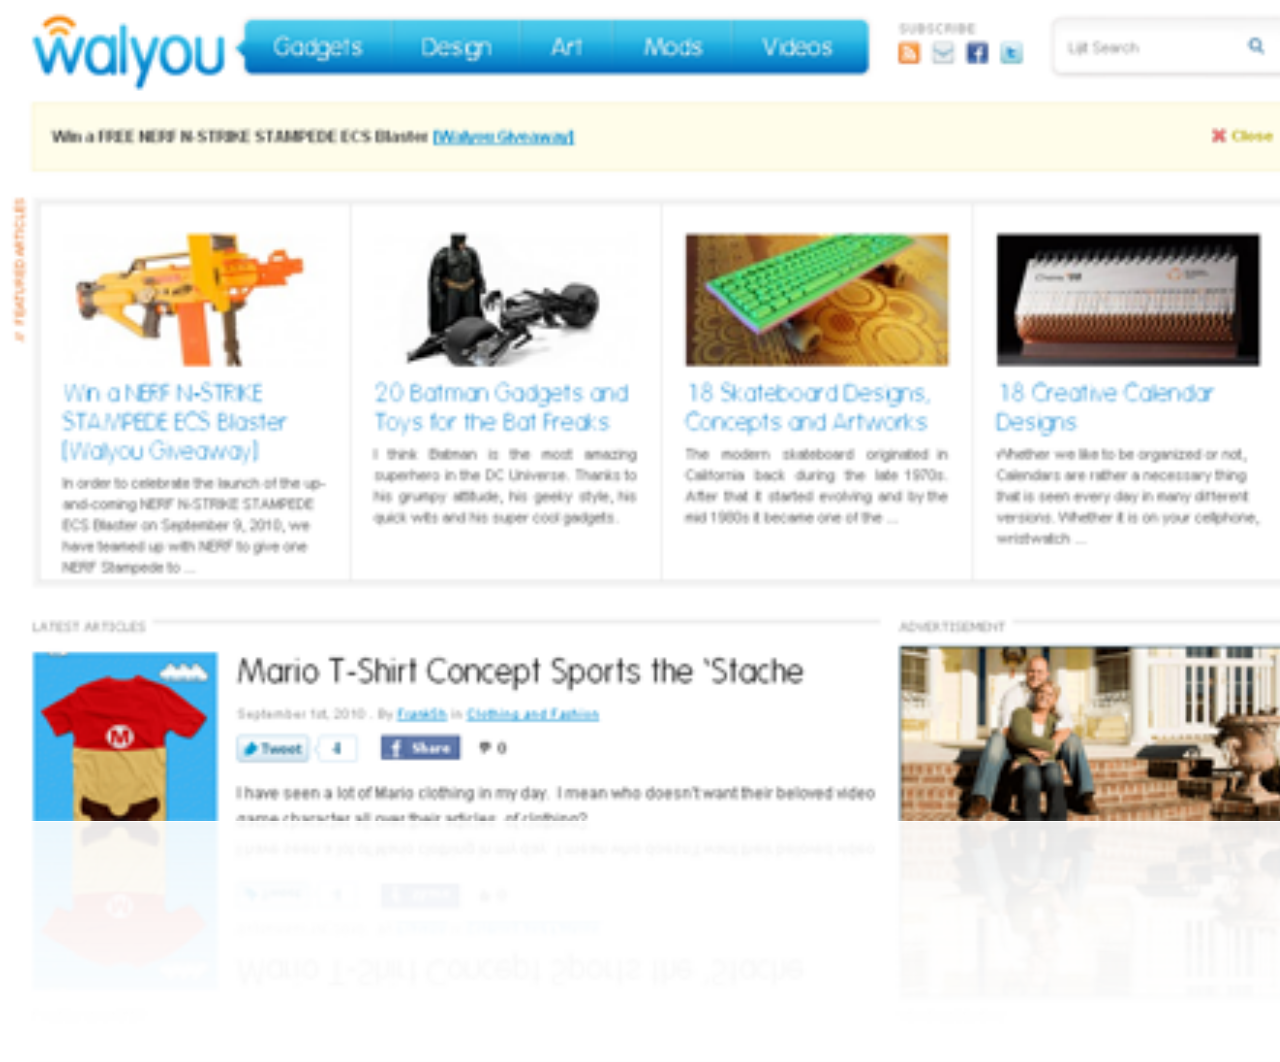 walyou
Gadgets Design Art Mods Videos
SUBSCRIBE
Lijit Search
Win a FREE NERF N-STRIKE STAMPEDE ECS Blaster [Walyou Giveaway]
Close
// FEATURED ARTICLES
Win a NERF N-STRIKE
STAMPEDE ECS Blaster
[Walyou Giveaway]
In order to celebrate the launch of the up-
and-coming NERF N-STRIKE STAMPEDE
ECS Blaster on September 9, 2010, we
have teamed up with NERF to give one
NERF Stampede to ...
20 Batman Gadgets and
Toys for the Bat Freaks
I think Batman is the most amazing
superhero in the DC Universe. Thanks to
his grumpy attitude, his geeky style, his
quick wits and his super cool gadgets.
18 Skateboard Designs,
Concepts and Artworks
The modern skateboard originated in
California back during the late 1970s.
After that it started evolving and by the
mid 1980s it became one of the ...
18 Creative Calendar
Designs
Whether we like to be organized or not,
Calendars are rather a necessary thing
that is seen every day in many different
versions. Whether it is on your cellphone,
wristwatch ...
LATEST ARTICLES
M
Mario T-Shirt Concept Sports the ‘Stache
September 1st, 2010 . By FrankSh in Clothing and Fashion
Tweet 4 f Share 0
I have seen a lot of Mario clothing in my day. I mean who doesn't want their beloved video
game character all over their articles of clothing?
ADVERTISEMENT